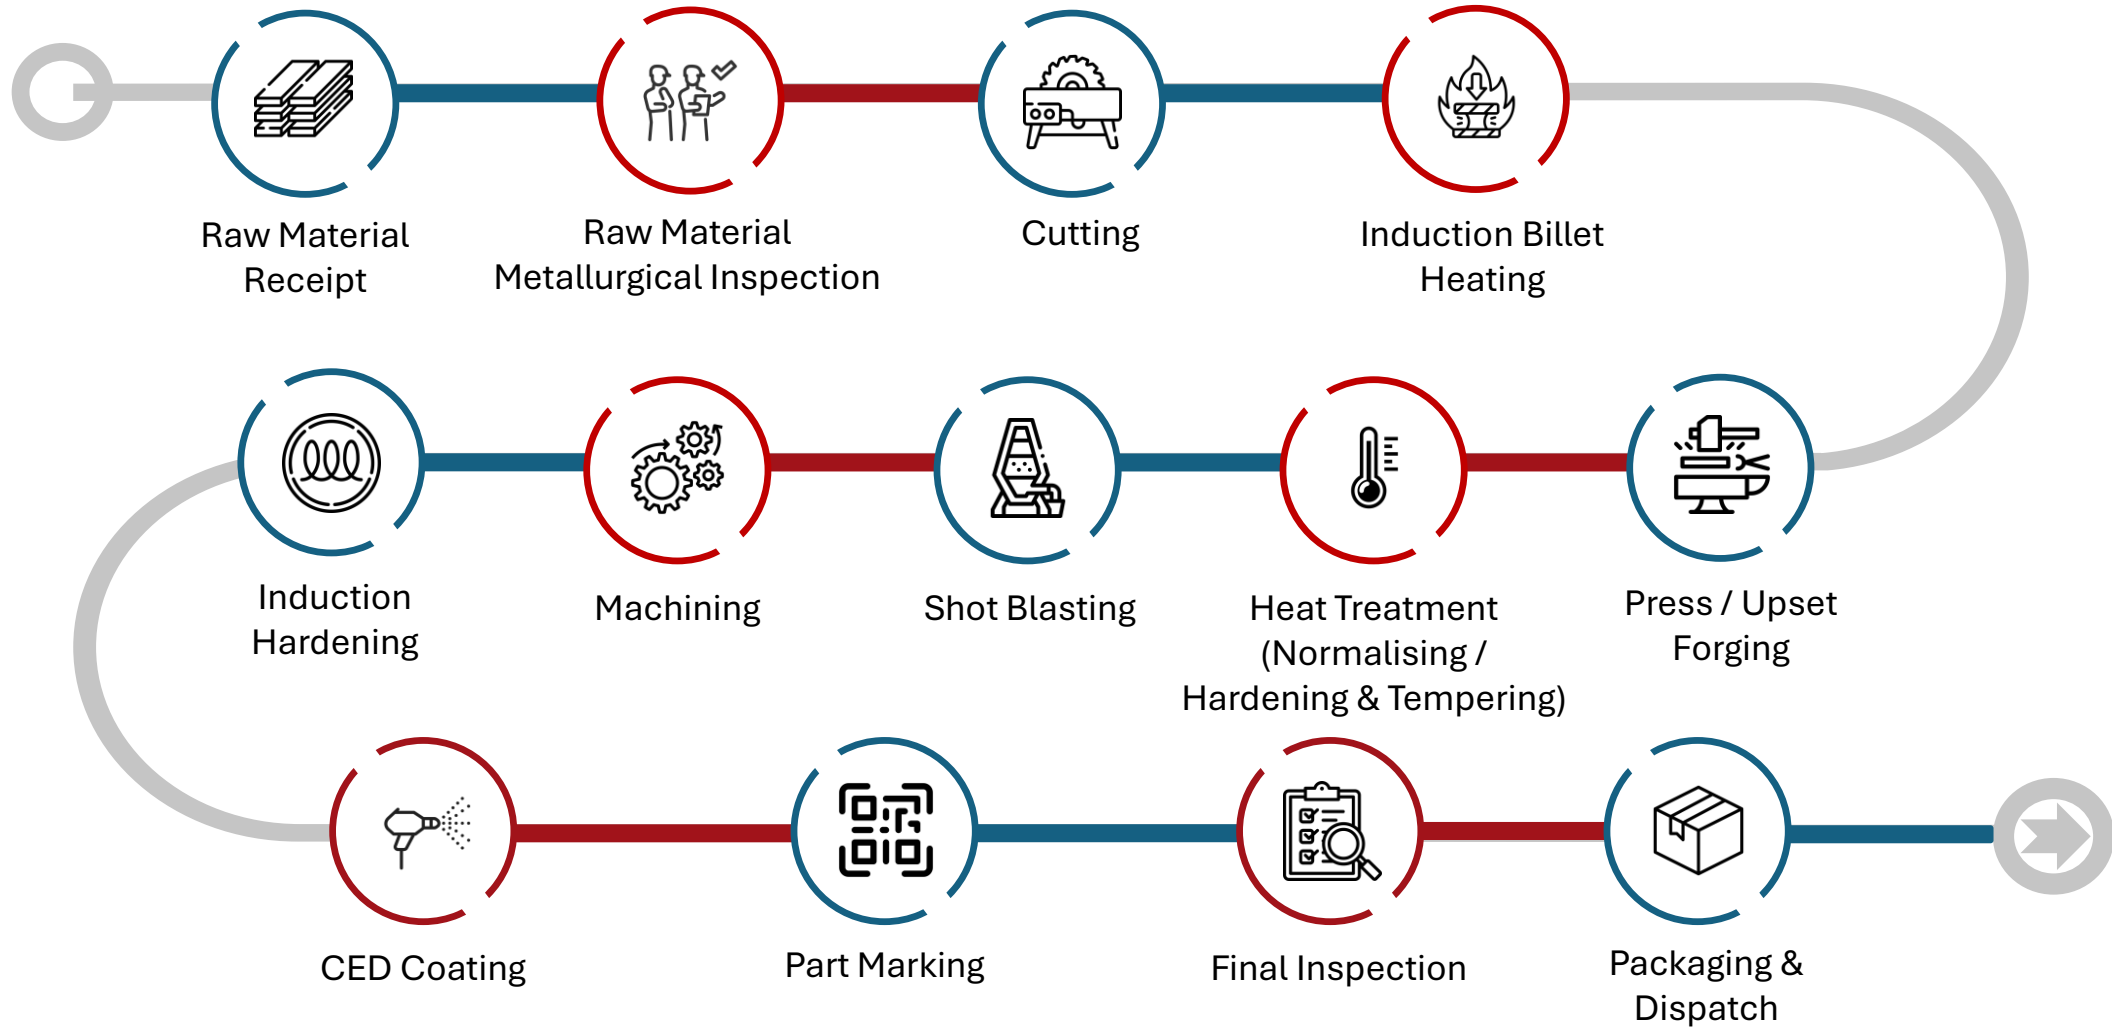 Raw Material
Receipt
Raw Material
Metallurgical Inspection
Cutting
Induction Billet
Heating
Induction
Hardening
Machining
Shot Blasting
Heat Treatment
(Normalising /
Hardening & Tempering)
Press / Upset
Forging
CED Coating
Part Marking
Final Inspection
Packaging &
Dispatch